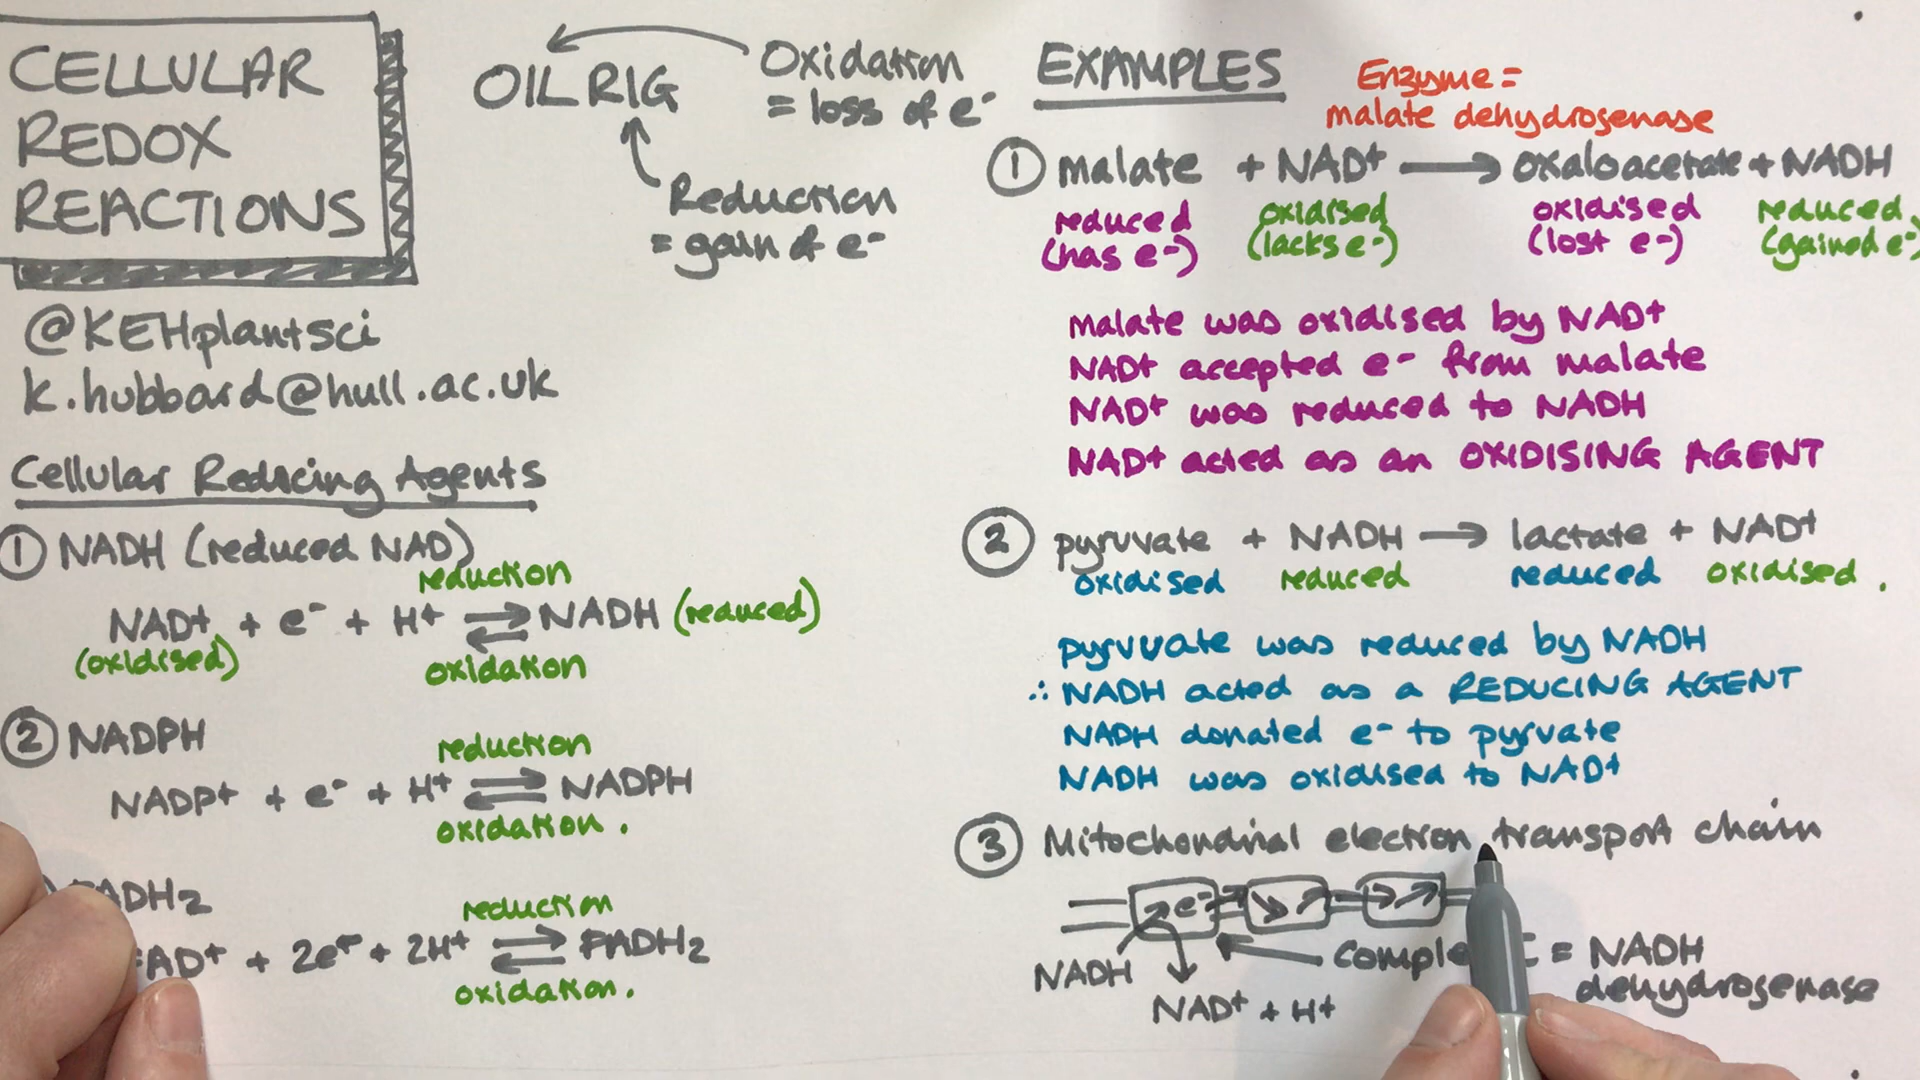 CELLULAR
REDOX
REACTIONS
OIL RIG
Oxidation
= loss of e-
Reduction
= gain of e-
@KEHplantsci
k.hubbard@hull.ac.uk
Cellular Reducing Agents
① NADH (reduced NAD)
reduction
NAD+ + e- + H+ ⇌ NADH (reduced)
(oxidised)
oxidation
② NADPH
reduction
NADP+ + e- + H+ ⇌ NADPH
oxidation.
ADH2
reduction
FAD+ + 2e- + 2H+ ⇌ FADH2
oxidation.
EXAMPLES
Enzyme =
malate dehydrogenase
① malate + NAD+ → oxaloacetate + NADH
reduced oxidised oxidised reduced
(has e-) (lacks e-) (lost e-) (gained e-)
malate was oxidised by NAD+
NAD+ accepted e- from malate
NAD+ was reduced to NADH
NAD+ acted as an OXIDISING AGENT
② pyruvate + NADH → lactate + NAD+
oxidised reduced reduced oxidised.
pyruvate was reduced by NADH
∴ NADH acted as a REDUCING AGENT
NADH donated e- to pyrvate
NADH was oxidised to NAD+
③ Mitochondrial electron transport chain
e-
NADH
NAD+ + H+
Comple = NADH
dehydrogenase